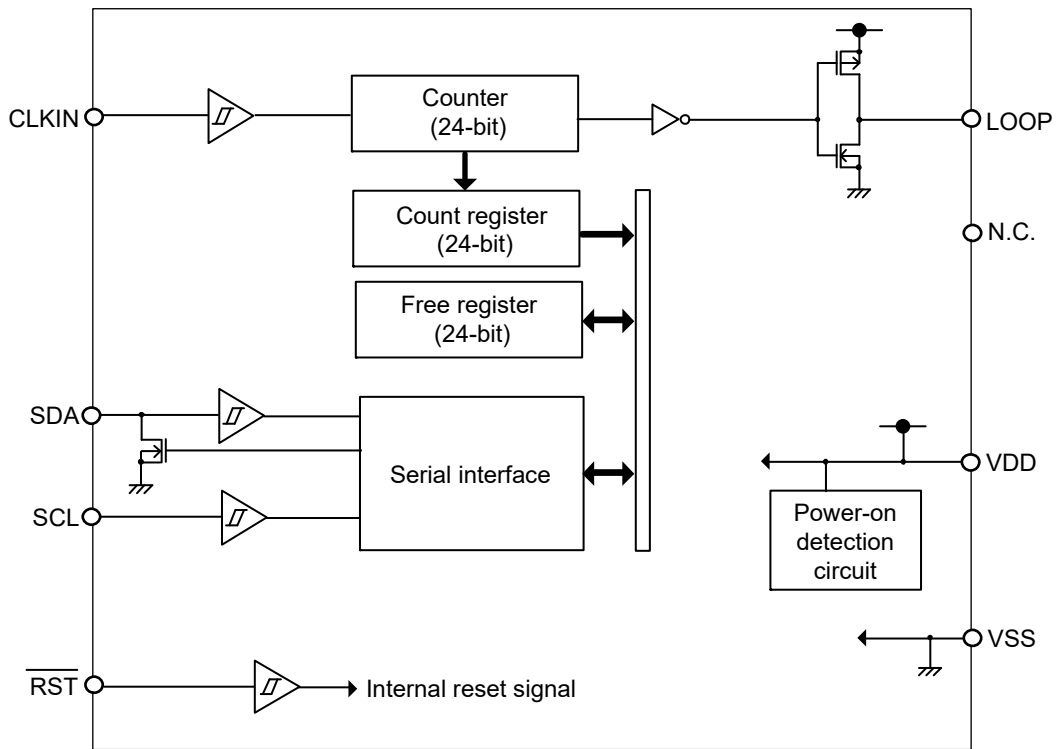 CLKIN
Counter
(24-bit)
LOOP
Count register
(24-bit)
N.C.
Free register
(24-bit)
SDA
Serial interface
VDD
SCL
Power-on
detection
circuit
VSS
RST
Internal reset signal